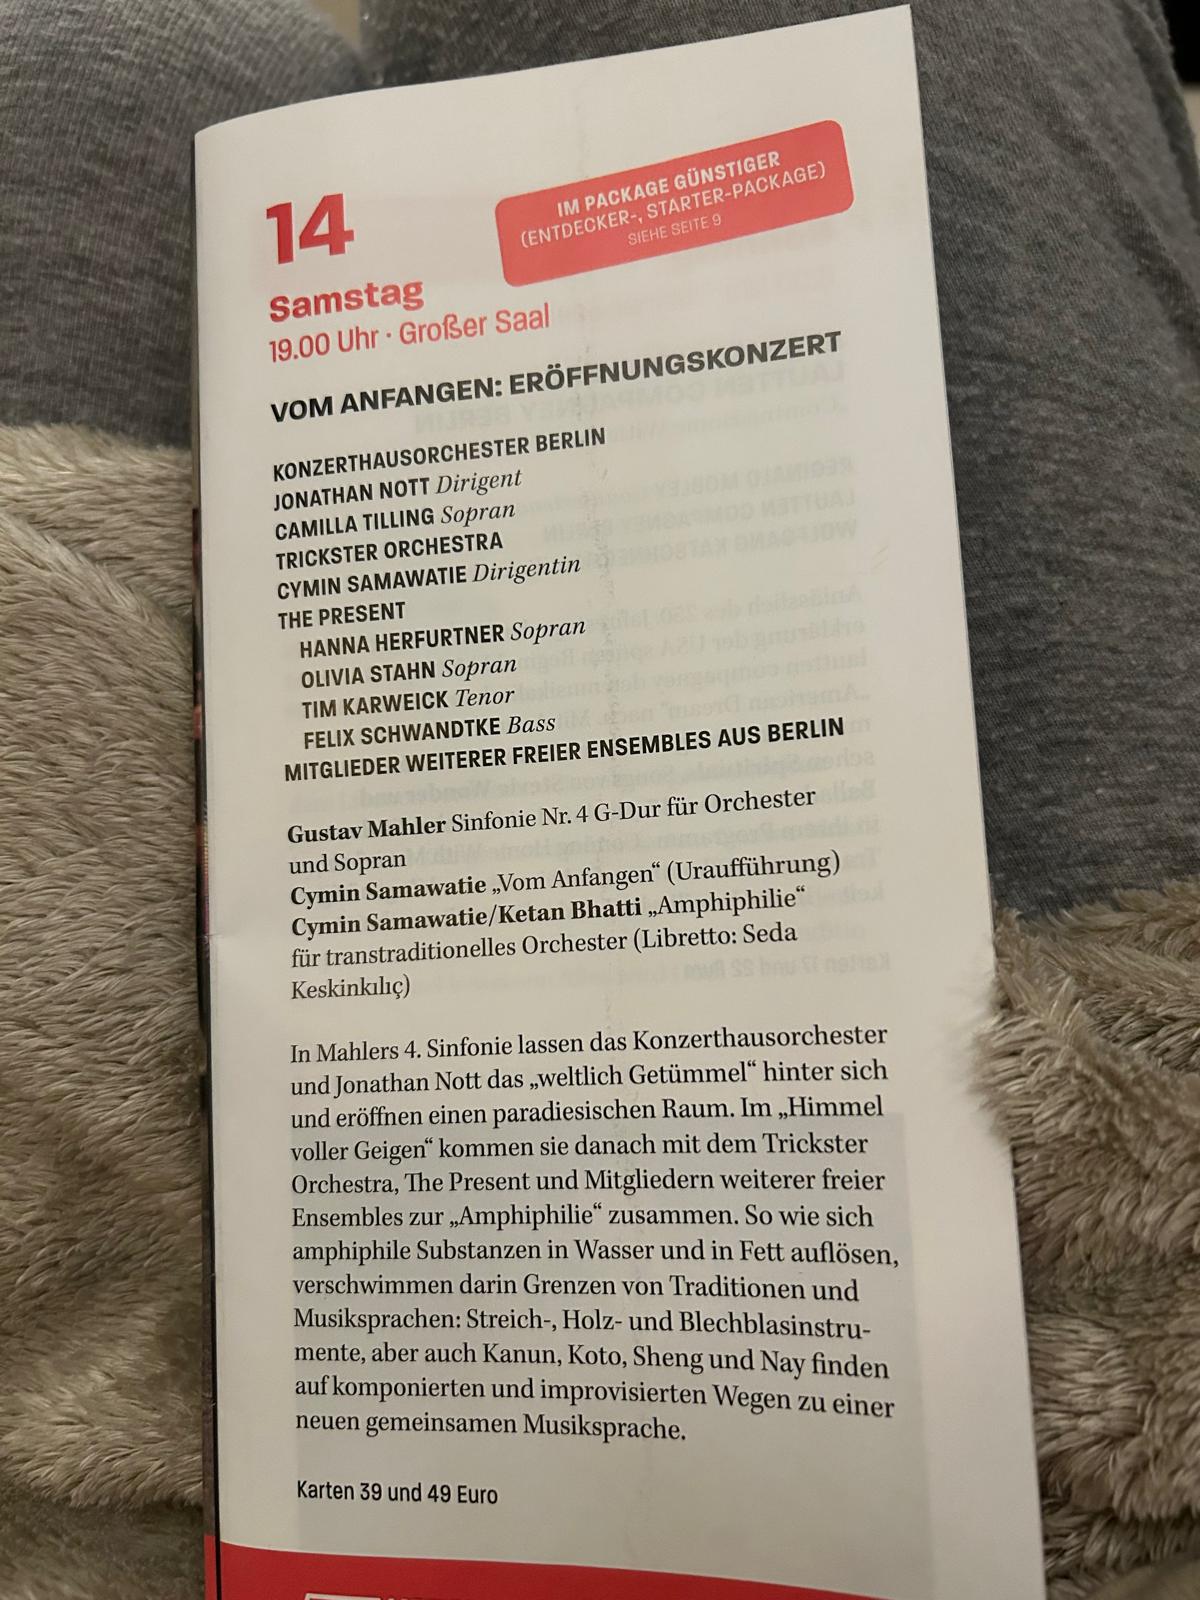 14
IM PACKAGE GÜNSTIGER
(ENTDECKER-, STARTER-PACKAGE)
SIEHE SEITE 9
Samstag
19.00 Uhr · Großer Saal
VOM ANFANGEN: ERÖFFNUNGSKONZERT
KONZERTHAUSORCHESTER BERLIN
JONATHAN NOTT Dirigent
CAMILLA TILLING Sopran
TRICKSTER ORCHESTRA
CYMIN SAMAWATIE Dirigentin
THE PRESENT
HANNA HERFURTNER Sopran
OLIVIA STAHN Sopran
TIM KARWEICK Tenor
FELIX SCHWANDTKE Bass
MITGLIEDER WEITERER FREIER ENSEMBLES AUS BERLIN
Gustav Mahler Sinfonie Nr. 4 G-Dur für Orchester
und Sopran
Cymin Samawatie „Vom Anfangen“ (Uraufführung)
Cymin Samawatie/Ketan Bhatti „Amphiphilie“
für transtraditionelles Orchester (Libretto: Seda
Keskinkılıç)
In Mahlers 4. Sinfonie lassen das Konzerthausorchester
und Jonathan Nott das „weltlich Getümmel“ hinter sich
und eröffnen einen paradiesischen Raum. Im „Himmel
voller Geigen“ kommen sie danach mit dem Trickster
Orchestra, The Present und Mitgliedern weiterer freier
Ensembles zur „Amphiphilie“ zusammen. So wie sich
amphiphile Substanzen in Wasser und in Fett auflösen,
verschwimmen darin Grenzen von Traditionen und
Musiksprachen: Streich-, Holz- und Blechblasinstru-
mente, aber auch Kanun, Koto, Sheng und Nay finden
auf komponierten und improvisierten Wegen zu einer
neuen gemeinsamen Musiksprache.
Karten 39 und 49 Euro